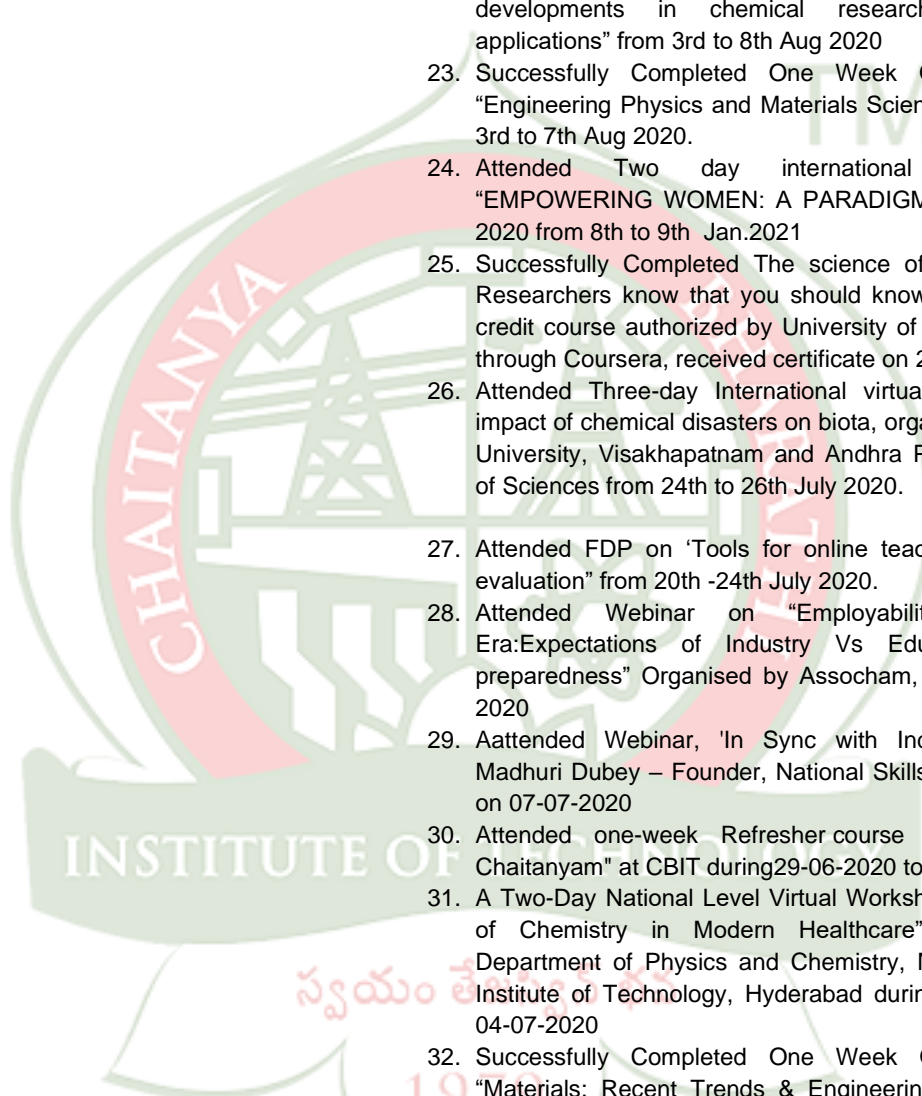 developments in chemical research
applications” from 3rd to 8th Aug 2020
23. Successfully Completed One Week
“Engineering Physics and Materials Scien
3rd to 7th Aug 2020.
24. Attended Two day international
“EMPOWERING WOMEN: A PARADIGM
2020 from 8th to 9th Jan.2021
25. Successfully Completed The science of
Researchers know that you should know
credit course authorized by University of
through Coursera, received certificate on 2
26. Attended Three-day International virtua
impact of chemical disasters on biota, orga
University, Visakhapatnam and Andhra P
of Sciences from 24th to 26th July 2020.
27. Attended FDP on ‘Tools for online teac
evaluation” from 20th -24th July 2020.
28. Attended Webinar on “Employabilit
Era:Expectations of Industry Vs Edu
preparedness” Organised by Assocham,
2020
29. Aattended Webinar, 'In Sync with Ind
Madhuri Dubey – Founder, National Skills
on 07-07-2020
30. Attended one-week Refresher course
Chaitanyam" at CBIT during29-06-2020 to
31. A Two-Day National Level Virtual Worksh
of Chemistry in Modern Healthcare”
Department of Physics and Chemistry, M
Institute of Technology, Hyderabad durin
04-07-2020
32. Successfully Completed One Week
“Materials: Recent Trends & Engineerin
TM
CHAITANYA BHARATHI
INSTITUTE OF TECHNOLOGY
స్వయం తేజస్విన్ భవ
1979